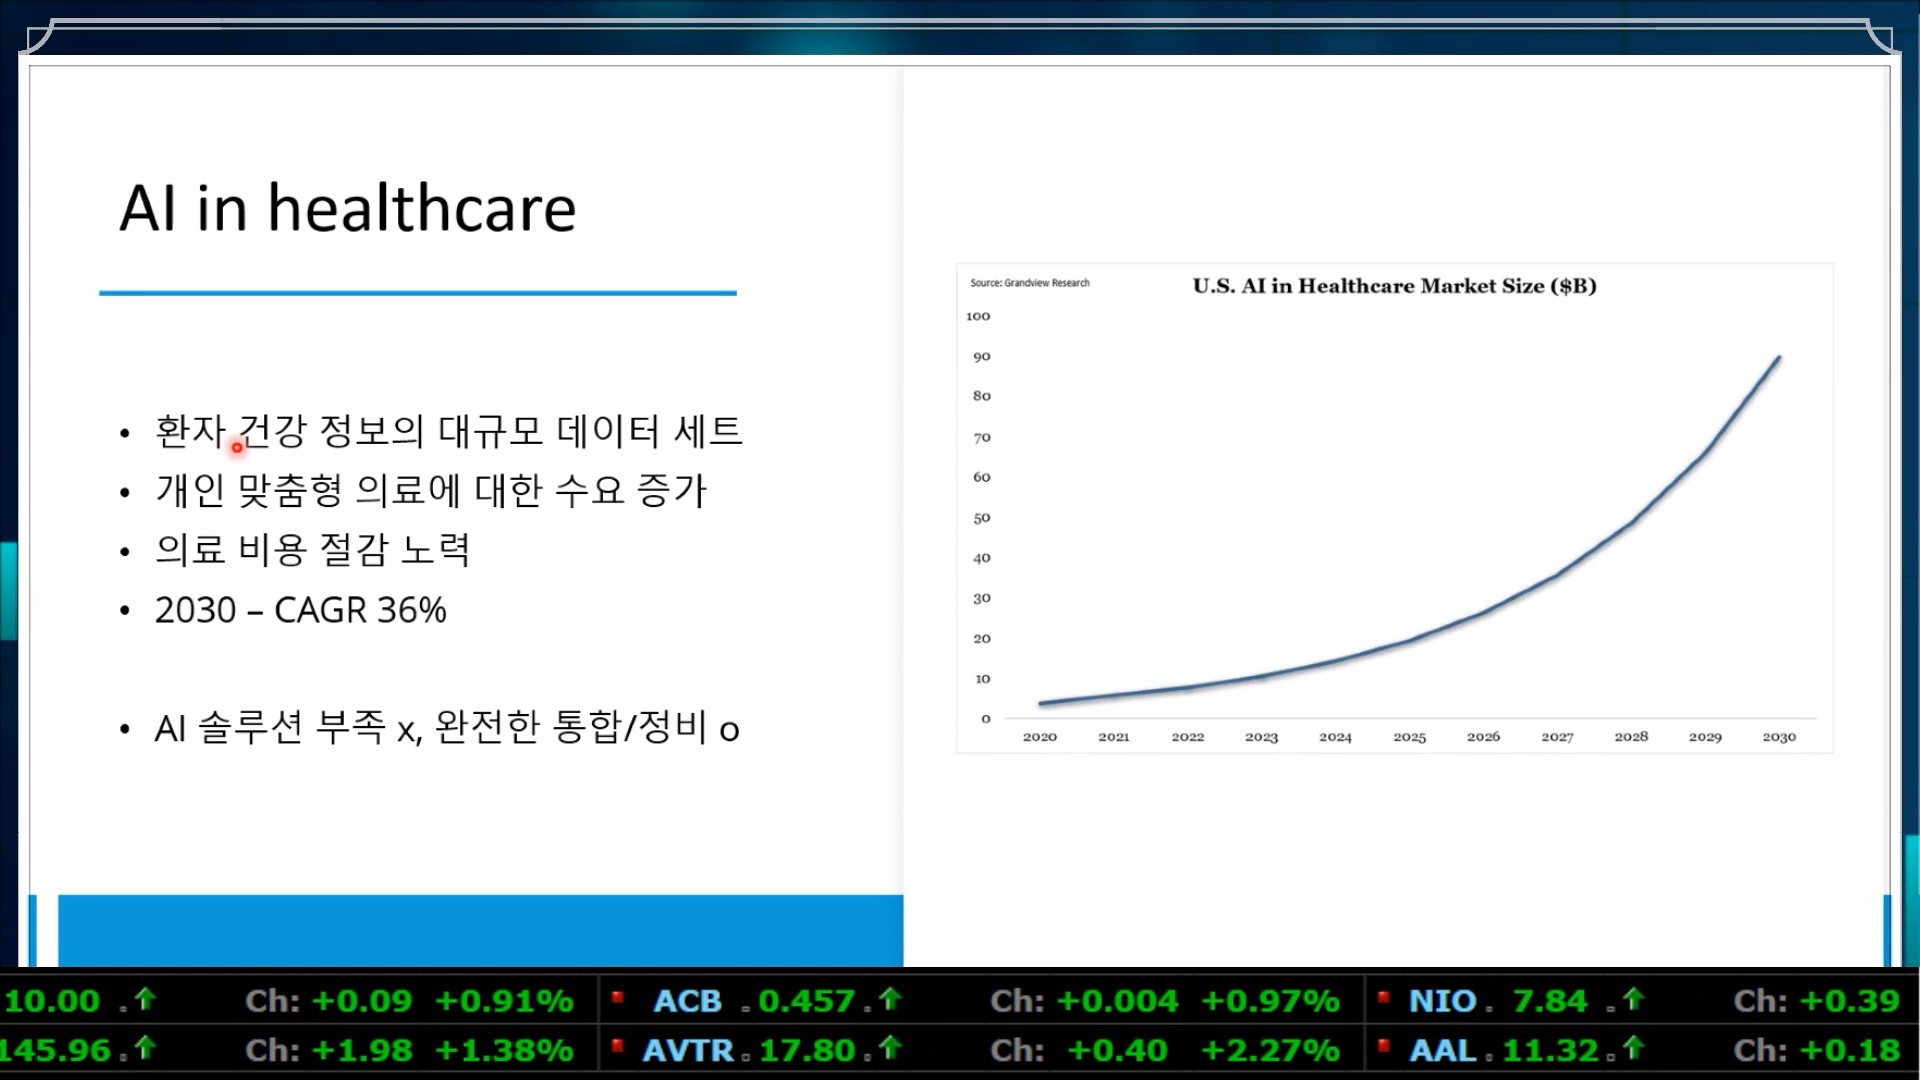 AI in healthcare
• 환자 건강 정보의 대규모 데이터 세트
• 개인 맞춤형 의료에 대한 수요 증가
• 의료 비용 절감 노력
• 2030 – CAGR 36%
• AI 솔루션 부족 x, 완전한 통합/정비 o
Source: Grandview Research
U.S. AI in Healthcare Market Size ($B)
100
90
80
70
60
50
40
30
20
10
0
2020 2021 2022 2023 2024 2025 2026 2027 2028 2029 2030
10.00 Ch: +0.09 +0.91% ACB 0.457 Ch: +0.004 +0.97% NIO 7.84 Ch: +0.39
145.96 Ch: +1.98 +1.38% AVTR 17.80 Ch: +0.40 +2.27% AAL 11.32 Ch: +0.18